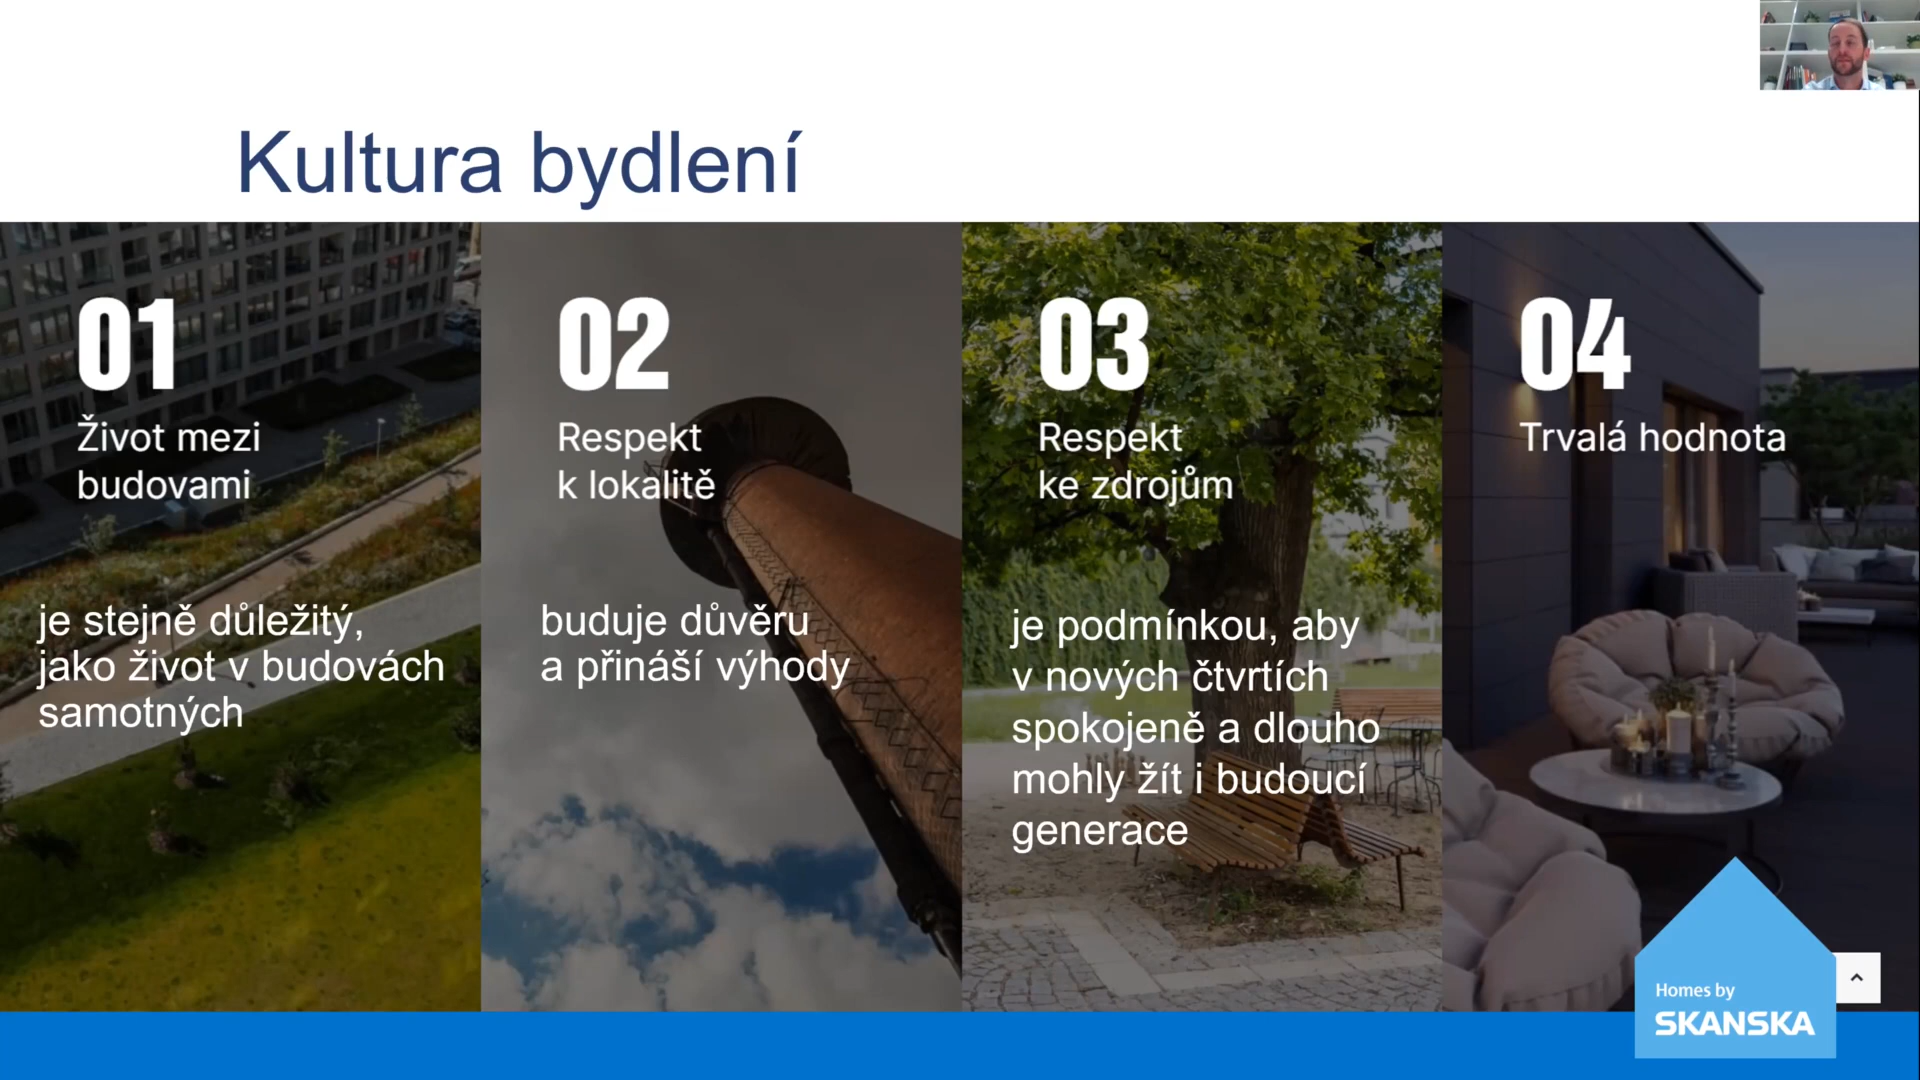 Kultura bydlení
01
Život mezi
budovami
je stejně důležitý,
jako život v budovách
samotných
02
Respekt
k lokalitě
buduje důvěru
a přináší výhody
03
Respekt
ke zdrojům
je podmínkou, aby
v nových čtvrtích
spokojeně a dlouho
mohly žít i budoucí
generace
04
Trvalá hodnota
Homes by
SKANSKA